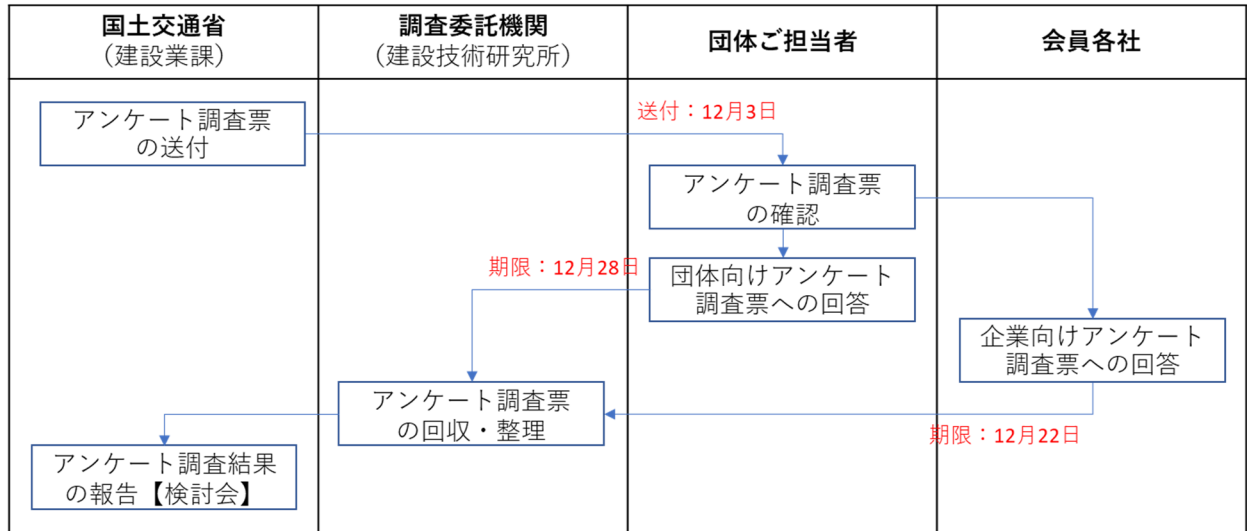 国土交通省
（建設業課）
調査委託機関
（建設技術研究所）
団体ご担当者
会員各社
アンケート調査票
の送付
送付：12月3日
アンケート調査票
の確認
期限：12月28日
団体向けアンケート
調査票への回答
企業向けアンケート
調査票への回答
アンケート調査票
の回収・整理
期限：12月22日
アンケート調査結果
の報告【検討会】